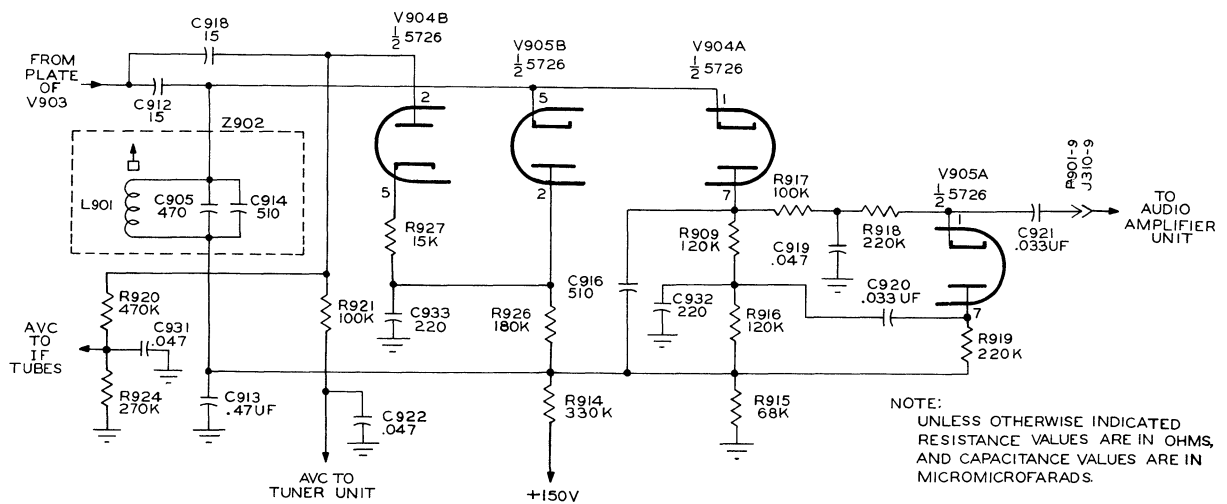 C918
15
V904B
1/2 5726
V905B
1/2 5726
V904A
1/2 5726
FROM
PLATE
OF
V903
C912
15
2
5
1
Z902
L901
C905
470
C914
510
5
2
7
R927
15K
R917
100K
R909
120K
C919
.047
R918
220K
V905A
1/2 5726
1
P901-9
J310-9
C921
.033UF
TO
AUDIO
AMPLIFIER
UNIT
R920
470K
R921
100K
C933
220
R926
180K
C916
510
C932
220
R916
120K
C920
.033UF
7
R919
220K
AVC
TO
IF
TUBES
C931
.047
R924
270K
C913
.47UF
C922
.047
R914
330K
R915
68K
AVC TO
TUNER UNIT
+150V
NOTE:
UNLESS OTHERWISE INDICATED
RESISTANCE VALUES ARE IN OHMS,
AND CAPACITANCE VALUES ARE IN
MICROMICROFARADS.